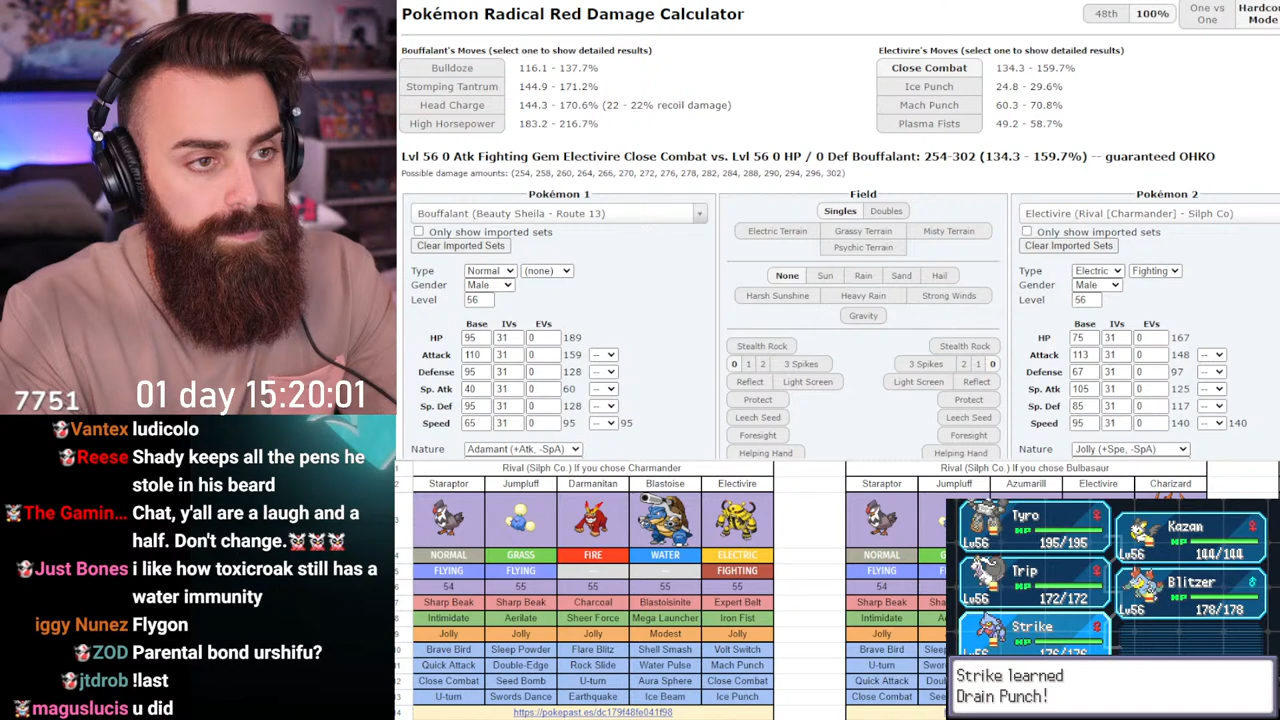 Pokémon Radical Red Damage Calculator
48th 100%
One vs One
Hardcore Mode
Bouffalant's Moves (select one to show detailed results)
Bulldoze 116.1 - 137.7%
Stomping Tantrum 144.9 - 171.2%
Head Charge 144.3 - 170.6% (22 - 22% recoil damage)
High Horsepower 183.2 - 216.7%
Electivire's Moves (select one to show detailed results)
Close Combat 134.3 - 159.7%
Ice Punch 24.8 - 29.6%
Mach Punch 60.3 - 70.8%
Plasma Fists 49.2 - 58.7%
Lvl 56 0 Atk Fighting Gem Electivire Close Combat vs. Lvl 56 0 HP / 0 Def Bouffalant: 254-302 (134.3 - 159.7%) -- guaranteed OHKO
Possible damage amounts: (254, 258, 260, 264, 266, 270, 272, 276, 278, 282, 284, 288, 290, 294, 296, 302)
Pokémon 1
Bouffalant (Beauty Sheila - Route 13)
Only show imported sets
Clear Imported Sets
Type Normal (none)
Gender Male
Level 56
Base IVs EVs
HP 95 31 0 189
Attack 110 31 0 159 --
Defense 95 31 0 128 --
Sp. Atk 40 31 0 60 --
Sp. Def 95 31 0 128 --
Speed 65 31 0 95 -- 95
Nature Adamant (+Atk, -SpA)
Field
Singles Doubles
Electric Terrain Grassy Terrain Misty Terrain
Psychic Terrain
None Sun Rain Sand Hail
Harsh Sunshine Heavy Rain Strong Winds
Gravity
Stealth Rock Stealth Rock
0 1 2 3 Spikes 3 Spikes 2 1 0
Reflect Light Screen Light Screen Reflect
Protect Protect
Leech Seed Leech Seed
Foresight Foresight
Helping Hand Helping Hand
Pokémon 2
Electivire (Rival [Charmander] - Silph Co)
Only show imported sets
Clear Imported Sets
Type Electric Fighting
Gender Male
Level 56
Base IVs EVs
HP 75 31 0 167
Attack 113 31 0 148 --
Defense 67 31 0 97 --
Sp. Atk 105 31 0 125 --
Sp. Def 85 31 0 117 --
Speed 95 31 0 140 -- 140
Nature Jolly (+Spe, -SpA)
7751 01 day 15:20:01
Vantex ludicolo
Reese Shady keeps all the pens he
stole in his beard
The Gamin... Chat, y'all are a laugh and a
half. Don't change.
Just Bones i like how toxicroak still has a
water immunity
iggy Nunez Flygon
ZOD Parental bond urshifu?
jtdrob !last
maguslucis u did
Rival (Silph Co.) If you chose Charmander
Staraptor Jumpluff Darmanitan Blastoise Electivire
NORMAL GRASS FIRE WATER ELECTRIC
FLYING FLYING --- --- FIGHTING
54 55 55 55 55
Sharp Beak Sharp Beak Charcoal Blastoisinite Expert Belt
Intimidate Aerilate Sheer Force Mega Launcher Iron Fist
Jolly Jolly Jolly Modest Jolly
Brave Bird Sleep Powder Flare Blitz Shell Smash Volt Switch
Quick Attack Double-Edge Rock Slide Water Pulse Mach Punch
Close Combat Seed Bomb U-turn Aura Sphere Close Combat
U-turn Swords Dance Earthquake Ice Beam Ice Punch
https://pokepast.es/dc179f48fe041f98
Rival (Silph Co.) If you chose Bulbasaur
Staraptor Jumpluff Azumarill Electivire Charizard
NORMAL
FLYING
54
Sharp Beak
Intimidate
Jolly
Brave Bird
U-turn
Quick Attack
Close Combat
Tyro
Lv56 HP
195/195
Trip
Lv56 HP
172/172
Strike
Lv56 HP
176/176
Kazan
Lv56 HP
144/144
Blitzer
Lv56 HP
178/178
Strike learned
Drain Punch!